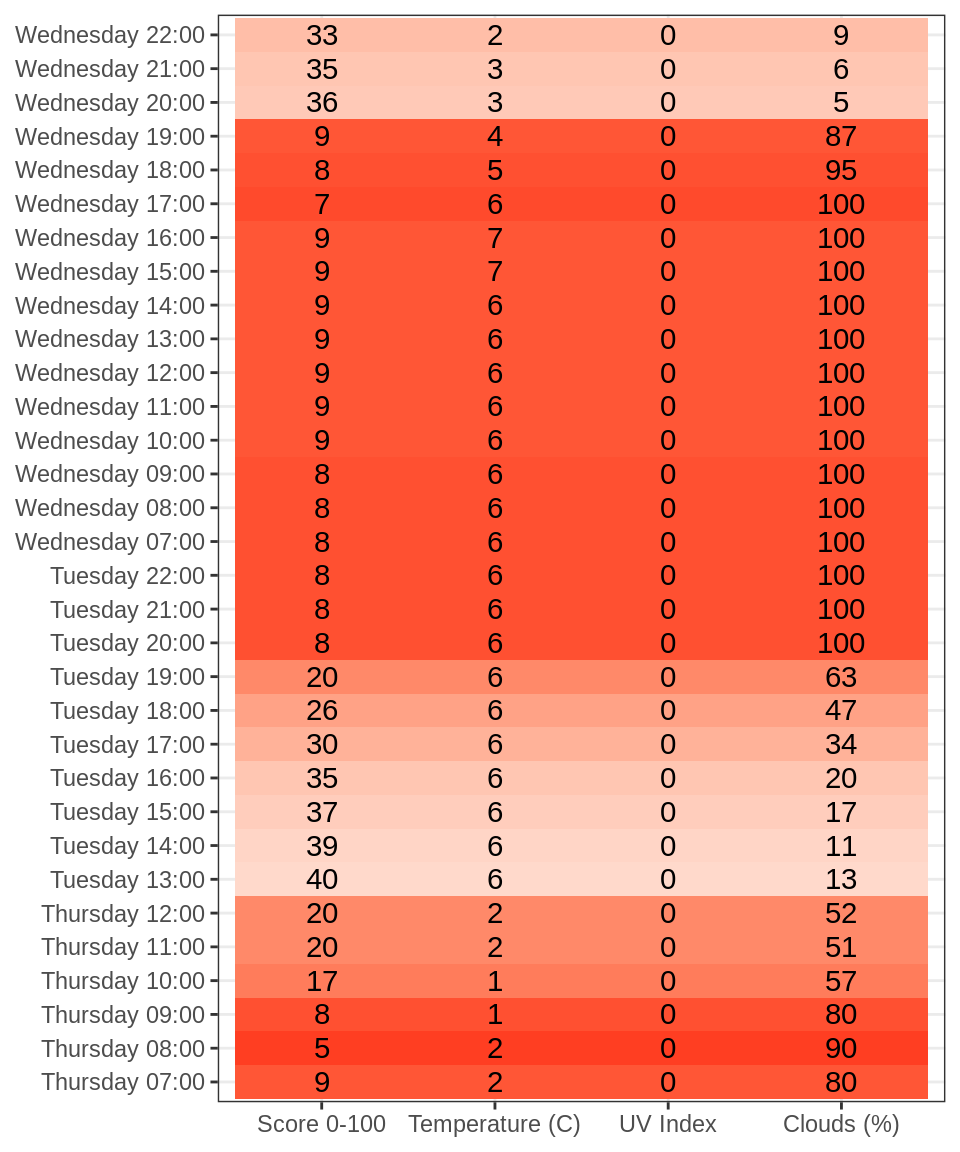 Wednesday 22:00 33 2 0 9
Wednesday 21:00 35 3 0 6
Wednesday 20:00 36 3 0 5
Wednesday 19:00 9 4 0 87
Wednesday 18:00 8 5 0 95
Wednesday 17:00 7 6 0 100
Wednesday 16:00 9 7 0 100
Wednesday 15:00 9 7 0 100
Wednesday 14:00 9 6 0 100
Wednesday 13:00 9 6 0 100
Wednesday 12:00 9 6 0 100
Wednesday 11:00 9 6 0 100
Wednesday 10:00 9 6 0 100
Wednesday 09:00 8 6 0 100
Wednesday 08:00 8 6 0 100
Wednesday 07:00 8 6 0 100
Tuesday 22:00 8 6 0 100
Tuesday 21:00 8 6 0 100
Tuesday 20:00 8 6 0 100
Tuesday 19:00 20 6 0 63
Tuesday 18:00 26 6 0 47
Tuesday 17:00 30 6 0 34
Tuesday 16:00 35 6 0 20
Tuesday 15:00 37 6 0 17
Tuesday 14:00 39 6 0 11
Tuesday 13:00 40 6 0 13
Thursday 12:00 20 2 0 52
Thursday 11:00 20 2 0 51
Thursday 10:00 17 1 0 57
Thursday 09:00 8 1 0 80
Thursday 08:00 5 2 0 90
Thursday 07:00 9 2 0 80
Score 0-100 Temperature (C) UV Index Clouds (%)